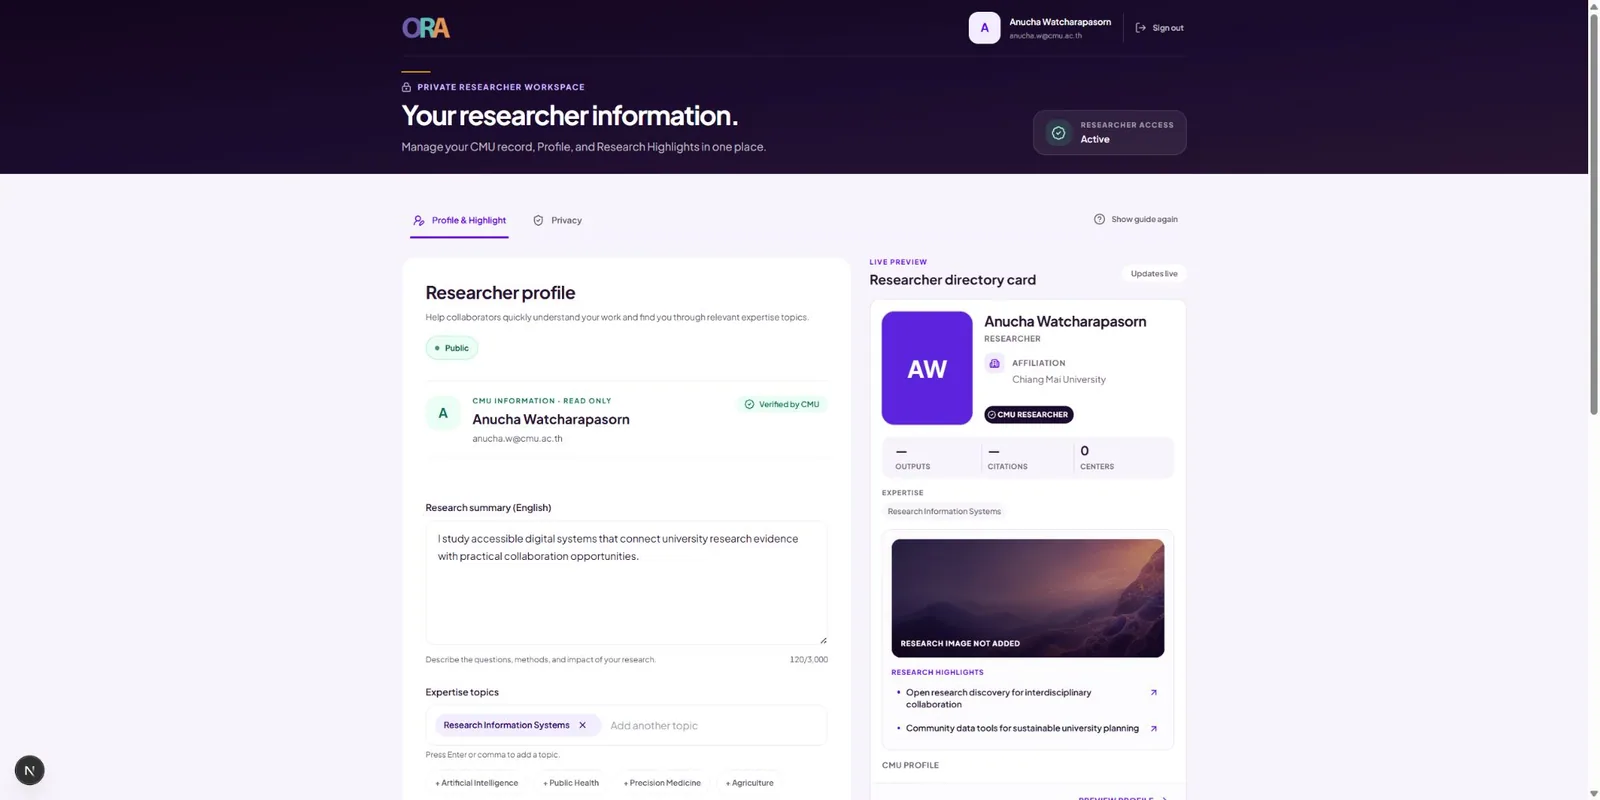 ORA
A
Anucha Watcharapasorn
anucha.w@cmu.ac.th
Sign out
PRIVATE RESEARCHER WORKSPACE
Your researcher information.
Manage your CMU record, Profile, and Research Highlights in one place.
RESEARCHER ACCESS
Active
Profile & Highlight
Privacy
Show guide again
Researcher profile
Help collaborators quickly understand your work and find you through relevant expertise topics.
Public
A
CMU INFORMATION · READ ONLY
Anucha Watcharapasorn
anucha.w@cmu.ac.th
Verified by CMU
Research summary (English)
I study accessible digital systems that connect university research evidence
with practical collaboration opportunities.
Describe the questions, methods, and impact of your research.
120/3,000
Expertise topics
Research Information Systems ×
Add another topic
Press Enter or comma to add a topic.
+ Artificial Intelligence
+ Public Health
+ Precision Medicine
+ Agriculture
LIVE PREVIEW
Researcher directory card
Updates live
AW
Anucha Watcharapasorn
RESEARCHER
AFFILIATION
Chiang Mai University
CMU RESEARCHER
— OUTPUTS
— CITATIONS
0 CENTERS
EXPERTISE
Research Information Systems
RESEARCH IMAGE NOT ADDED
RESEARCH HIGHLIGHTS
• Open research discovery for interdisciplinary
collaboration
• Community data tools for sustainable university planning
CMU PROFILE
PREVIEW PROFILE
N